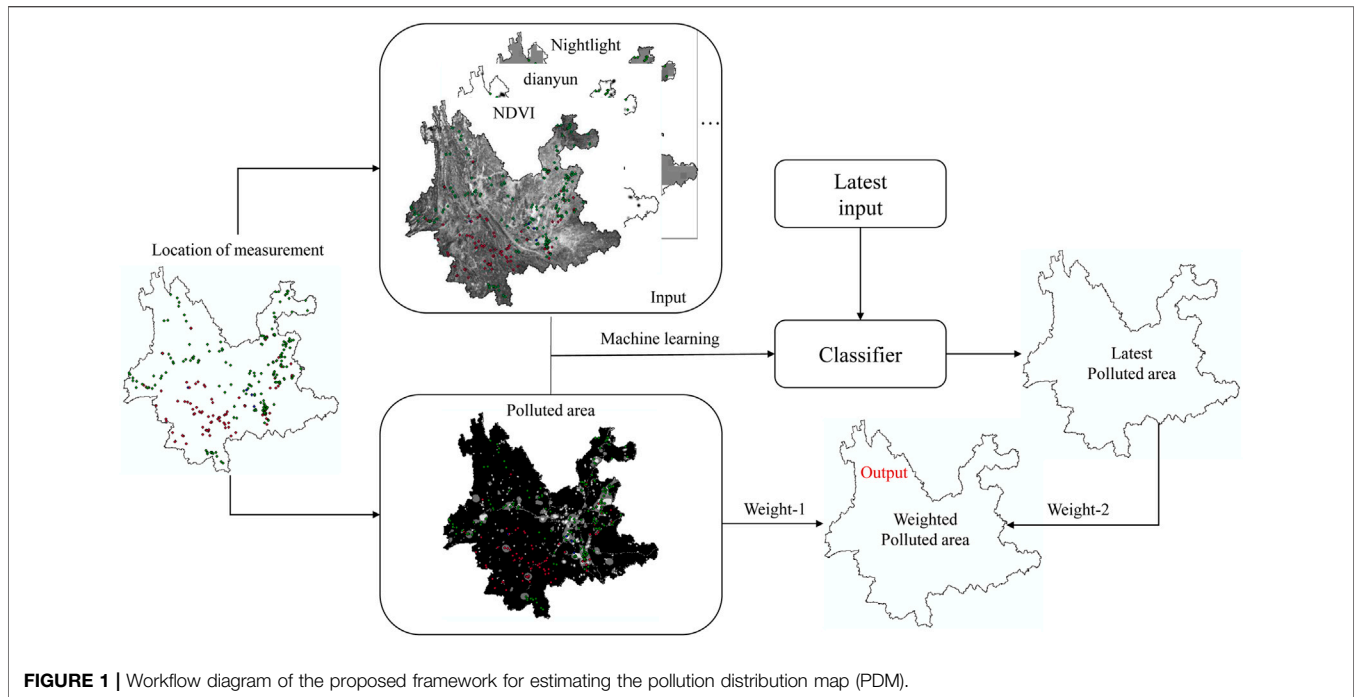 Nightlight
dianyun
NDVI
...
Input
Location of measurement
Latest
input
Machine learning
Classifier
Latest
Polluted area
Polluted area
Weight-1
Output
Weighted
Polluted area
Weight-2
FIGURE 1 | Workflow diagram of the proposed framework for estimating the pollution distribution map (PDM).